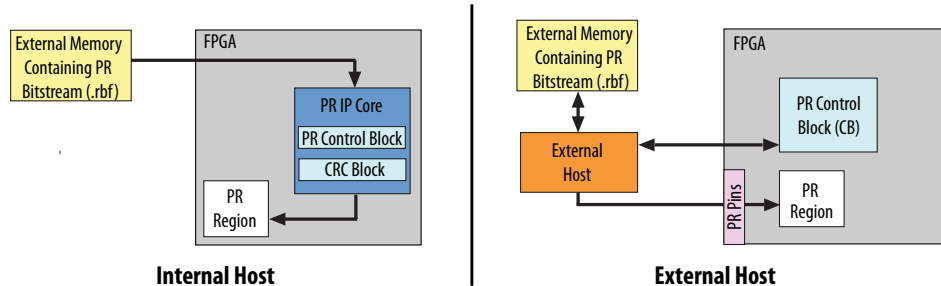 External Memory
Containing PR
Bitstream (.rbf)
FPGA
PR IP Core
PR Control Block
CRC Block
PR
Region
Internal Host
External Memory
Containing PR
Bitstream (.rbf)
External
Host
FPGA
PR Control
Block (CB)
PR Pins
PR
Region
External Host